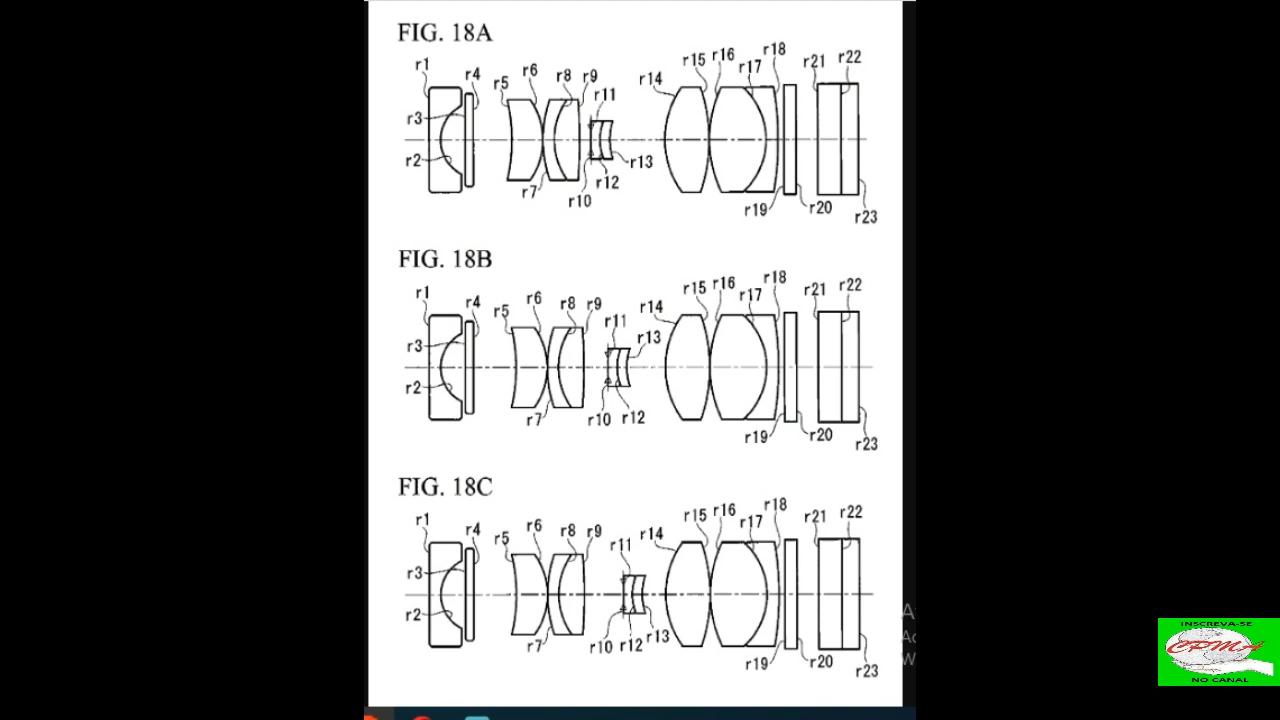 FIG. 18A
r1 r4 r5 r6 r8 r9 r11 r14 r15 r16 r17 r18 r21 r22
r3 r2 r7 r10 r12 r13 r19 r20 r23
FIG. 18B
r1 r4 r5 r6 r8 r9 r11 r13 r14 r15 r16 r17 r18 r21 r22
r3 r2 r7 r10 r12 r19 r20 r23
FIG. 18C
r1 r4 r5 r6 r8 r9 r11 r14 r15 r16 r17 r18 r21 r22
r3 r2 r7 r10 r12 r13 r19 r20 r23
INSCREVA-SE
CPMA
NO CANAL